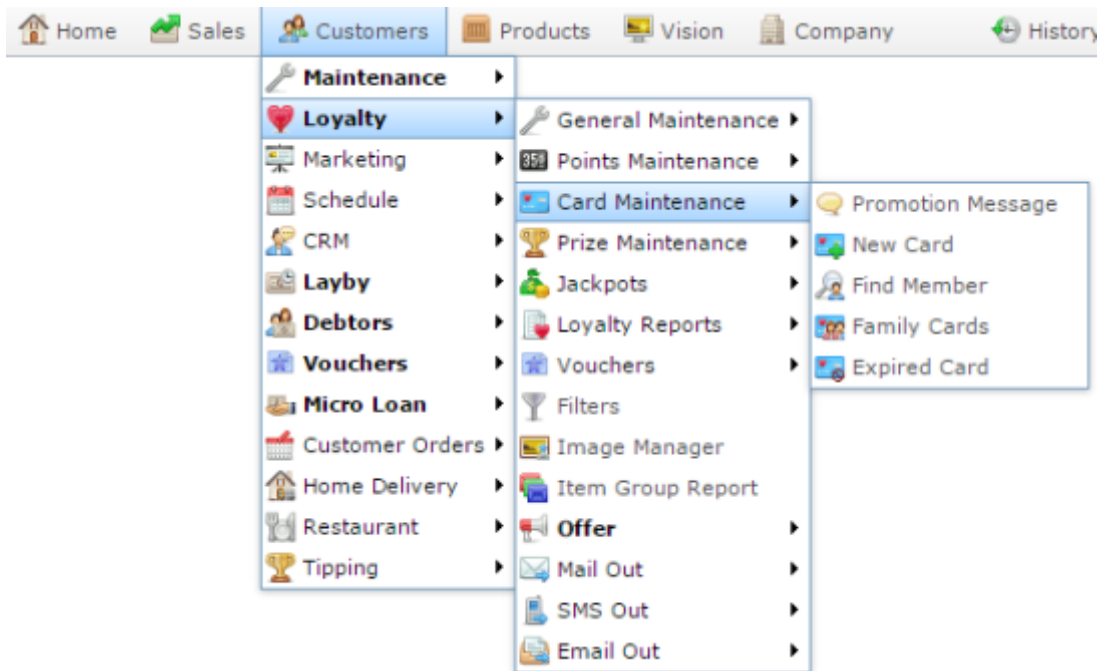 Home Sales Customers Products Vision Company History
Maintenance
Loyalty
Marketing
Schedule
CRM
Layby
Debtors
Vouchers
Micro Loan
Customer Orders
Home Delivery
Restaurant
Tipping
General Maintenance
359 Points Maintenance
Card Maintenance
Prize Maintenance
Jackpots
Loyalty Reports
Vouchers
Filters
Image Manager
Item Group Report
Offer
Mail Out
SMS Out
Email Out
Promotion Message
New Card
Find Member
Family Cards
Expired Card